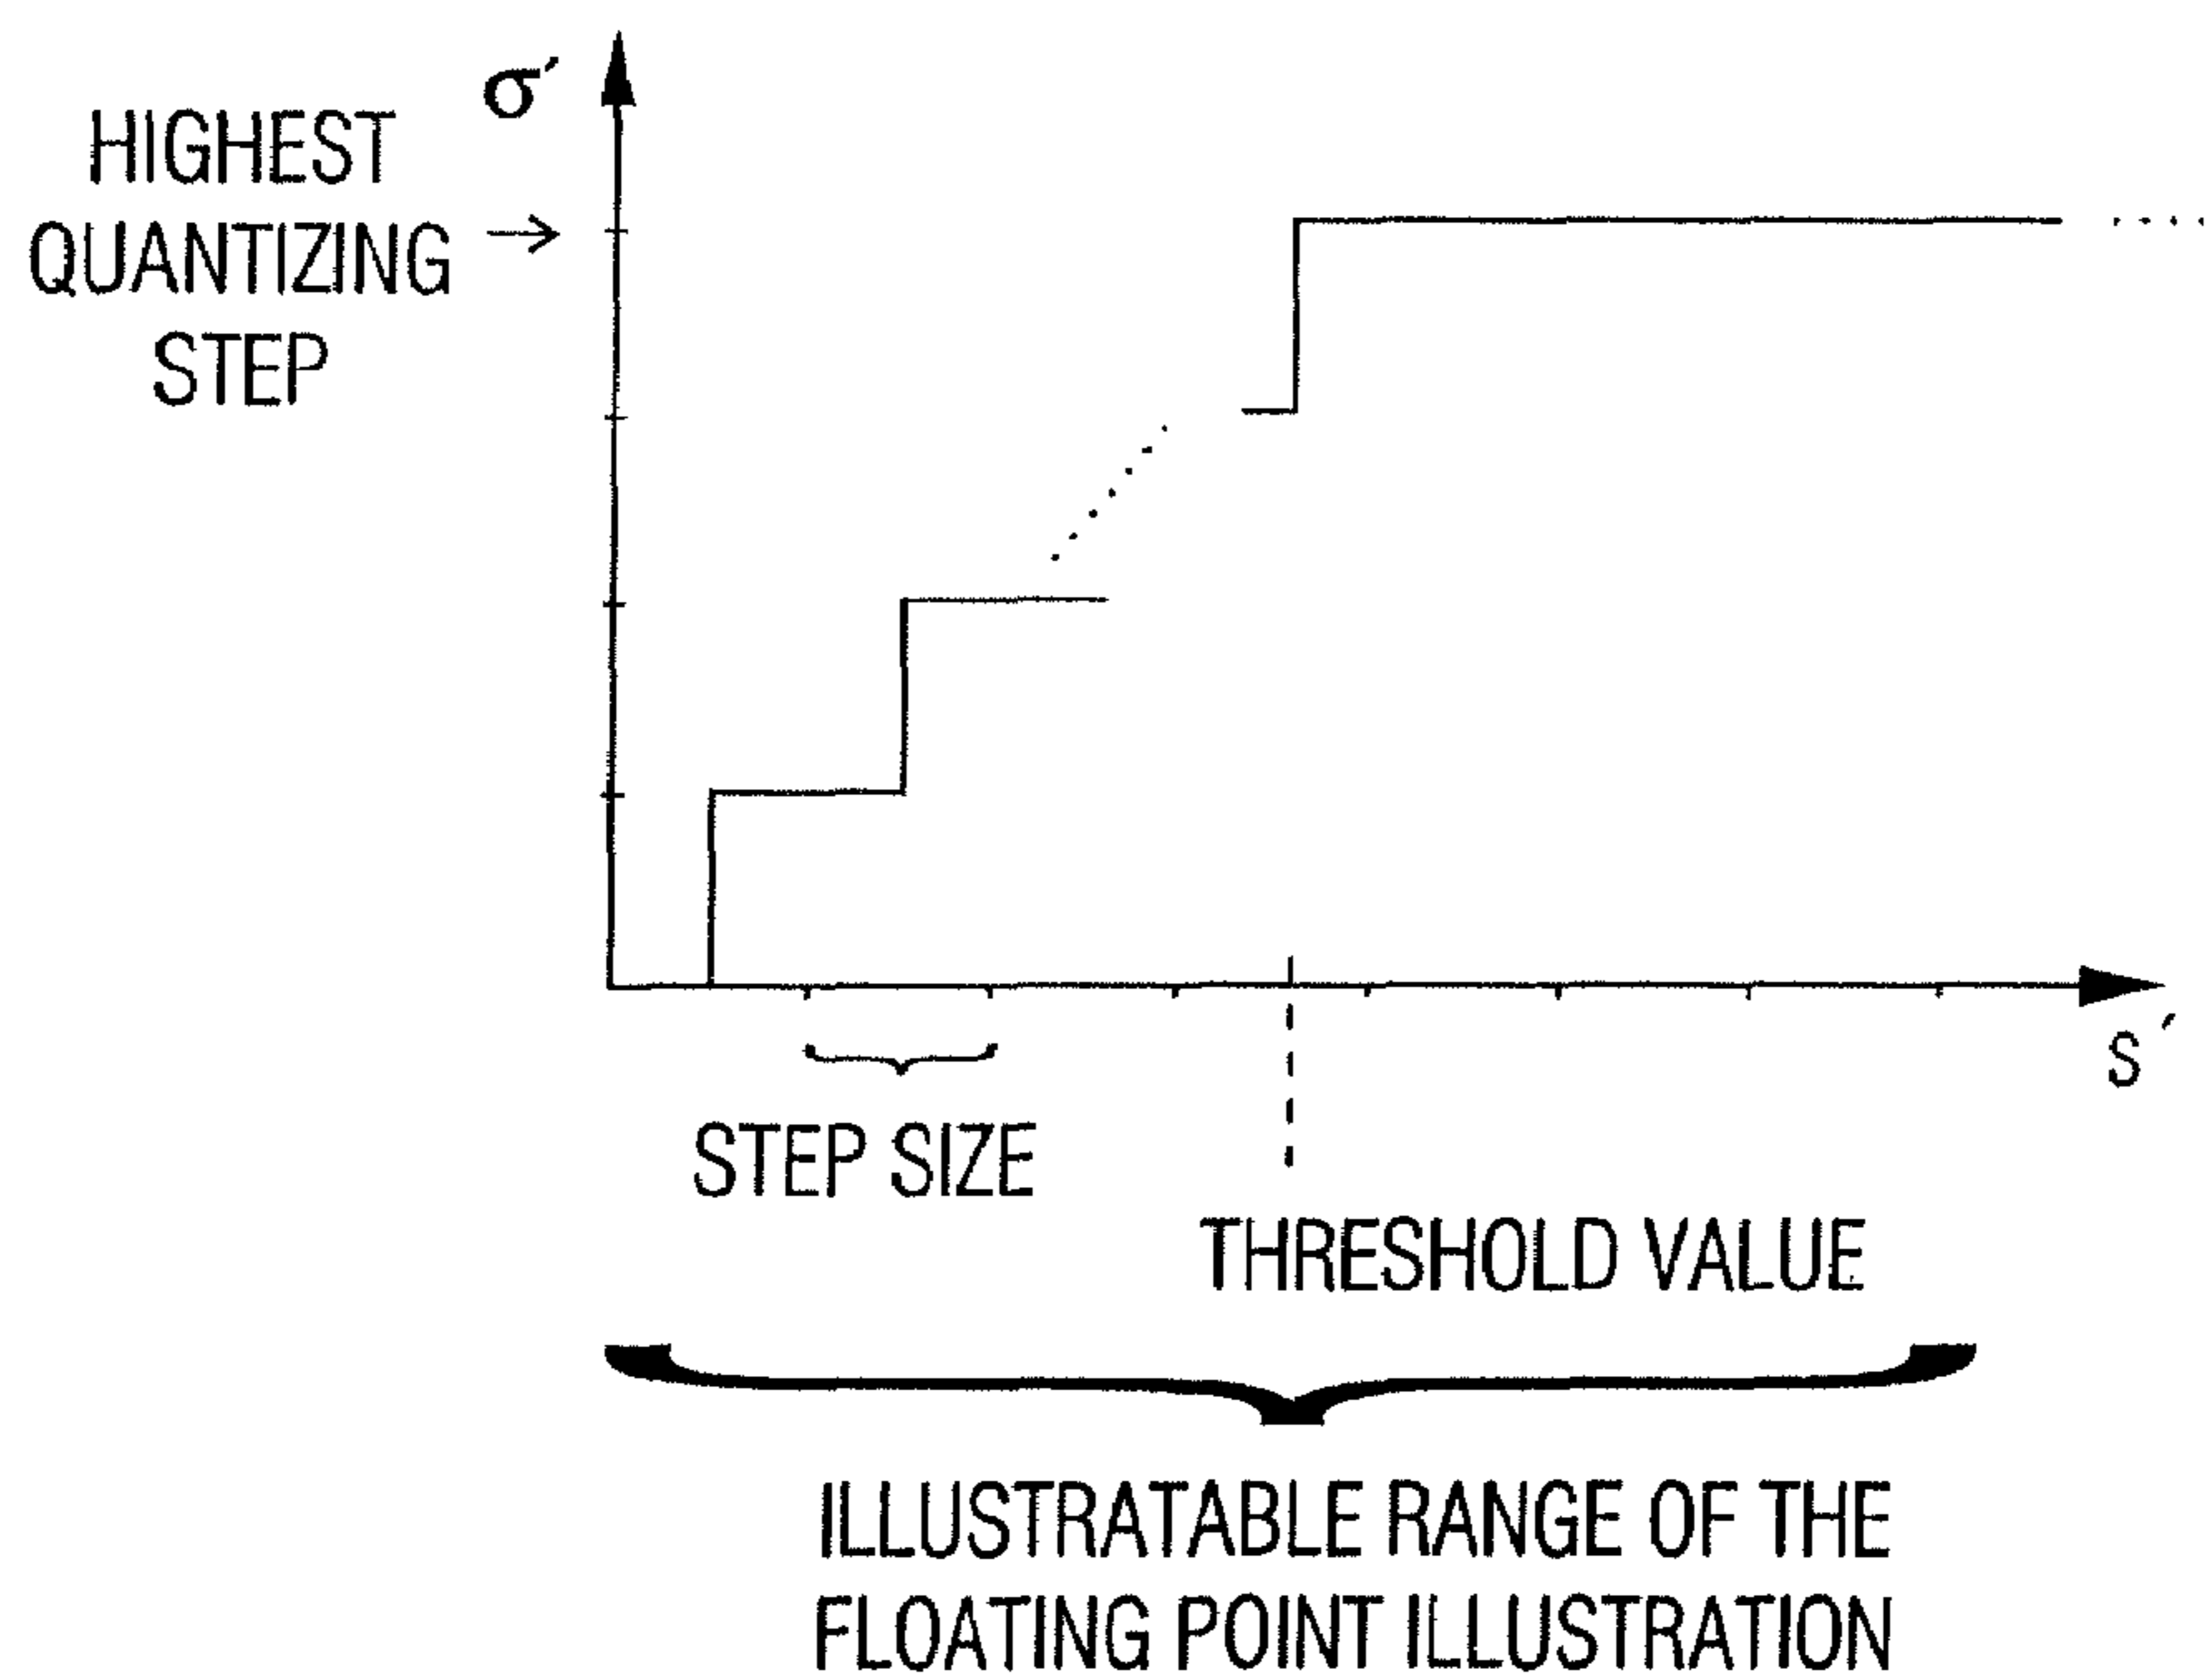 σ′
HIGHEST
QUANTIZING
STEP
s′
STEP SIZE
THRESHOLD VALUE
ILLUSTRATABLE RANGE OF THE
FLOATING POINT ILLUSTRATION